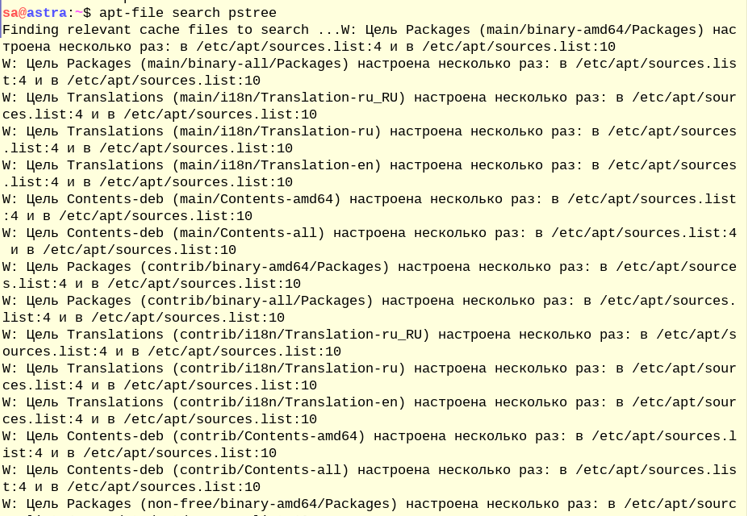 sa@astra:~$ apt-file search pstree
Finding relevant cache files to search ...W: Цель Packages (main/binary-amd64/Packages) нас
троена несколько раз: в /etc/apt/sources.list:4 и в /etc/apt/sources.list:10
W: Цель Packages (main/binary-all/Packages) настроена несколько раз: в /etc/apt/sources.lis
t:4 и в /etc/apt/sources.list:10
W: Цель Translations (main/i18n/Translation-ru_RU) настроена несколько раз: в /etc/apt/sour
ces.list:4 и в /etc/apt/sources.list:10
W: Цель Translations (main/i18n/Translation-ru) настроена несколько раз: в /etc/apt/sources
.list:4 и в /etc/apt/sources.list:10
W: Цель Translations (main/i18n/Translation-en) настроена несколько раз: в /etc/apt/sources
.list:4 и в /etc/apt/sources.list:10
W: Цель Contents-deb (main/Contents-amd64) настроена несколько раз: в /etc/apt/sources.list
:4 и в /etc/apt/sources.list:10
W: Цель Contents-deb (main/Contents-all) настроена несколько раз: в /etc/apt/sources.list:4
 и в /etc/apt/sources.list:10
W: Цель Packages (contrib/binary-amd64/Packages) настроена несколько раз: в /etc/apt/source
s.list:4 и в /etc/apt/sources.list:10
W: Цель Packages (contrib/binary-all/Packages) настроена несколько раз: в /etc/apt/sources.
list:4 и в /etc/apt/sources.list:10
W: Цель Translations (contrib/i18n/Translation-ru_RU) настроена несколько раз: в /etc/apt/s
ources.list:4 и в /etc/apt/sources.list:10
W: Цель Translations (contrib/i18n/Translation-ru) настроена несколько раз: в /etc/apt/sour
ces.list:4 и в /etc/apt/sources.list:10
W: Цель Translations (contrib/i18n/Translation-en) настроена несколько раз: в /etc/apt/sour
ces.list:4 и в /etc/apt/sources.list:10
W: Цель Contents-deb (contrib/Contents-amd64) настроена несколько раз: в /etc/apt/sources.l
ist:4 и в /etc/apt/sources.list:10
W: Цель Contents-deb (contrib/Contents-all) настроена несколько раз: в /etc/apt/sources.lis
t:4 и в /etc/apt/sources.list:10
W: Цель Packages (non-free/binary-amd64/Packages) настроена несколько раз: в /etc/apt/sourc